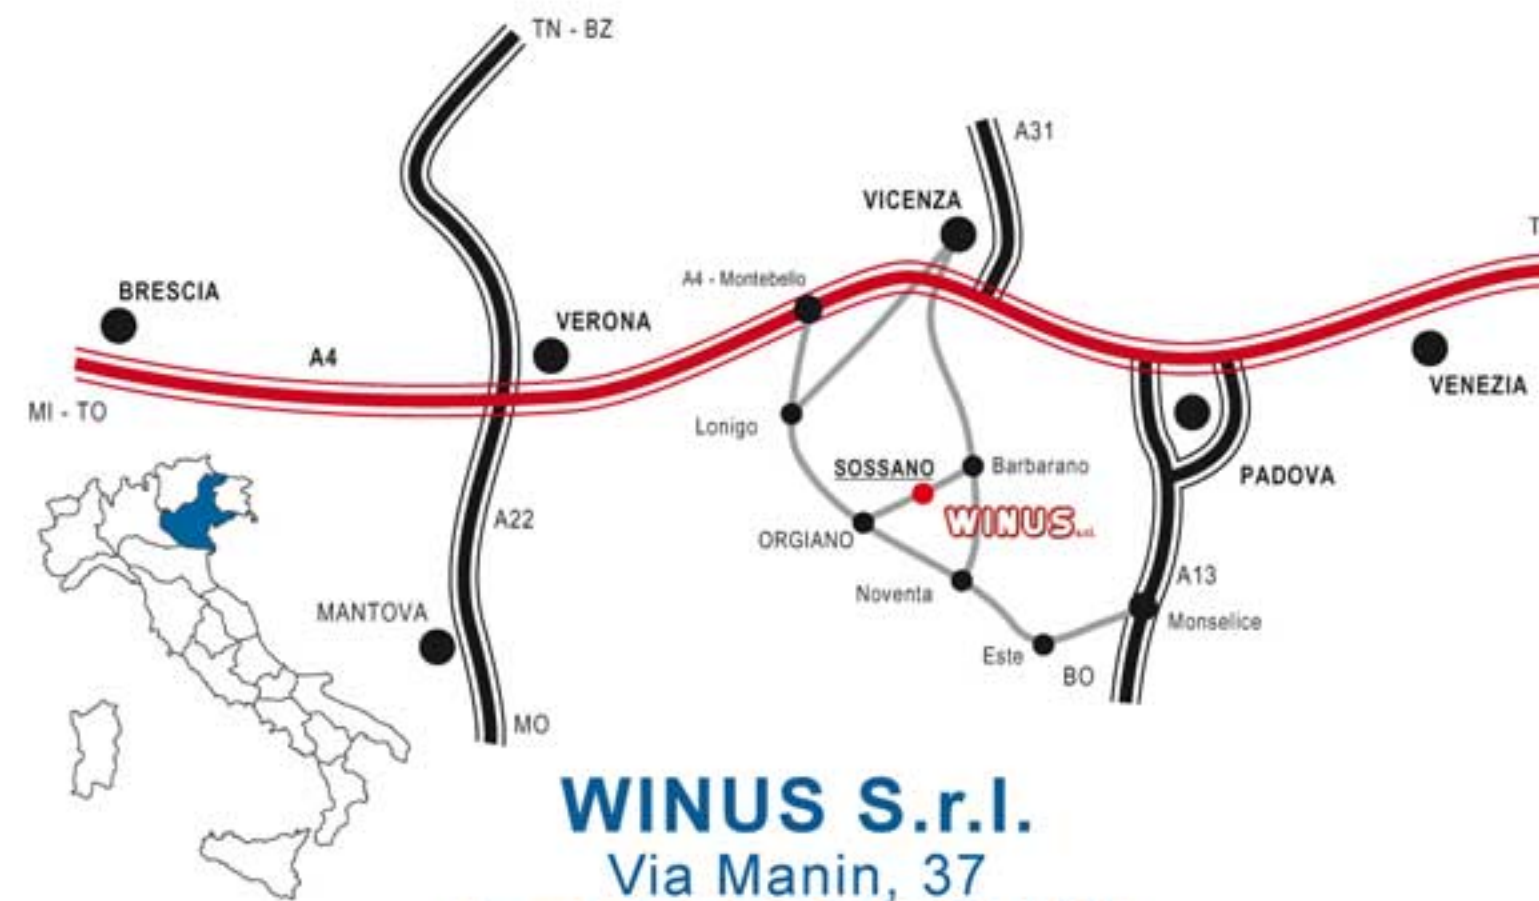 TN - BZ
A31
VICENZA
A4 - Montebello
BRESCIA
VERONA
A4
VENEZIA
MI - TO
Lonigo
SOSSANO
Barbarano
PADOVA
A22
WINUS
ORGIANO
A13
Noventa
MANTOVA
Monselice
Este
BO
MO
WINUS S.r.l.
Via Manin, 37